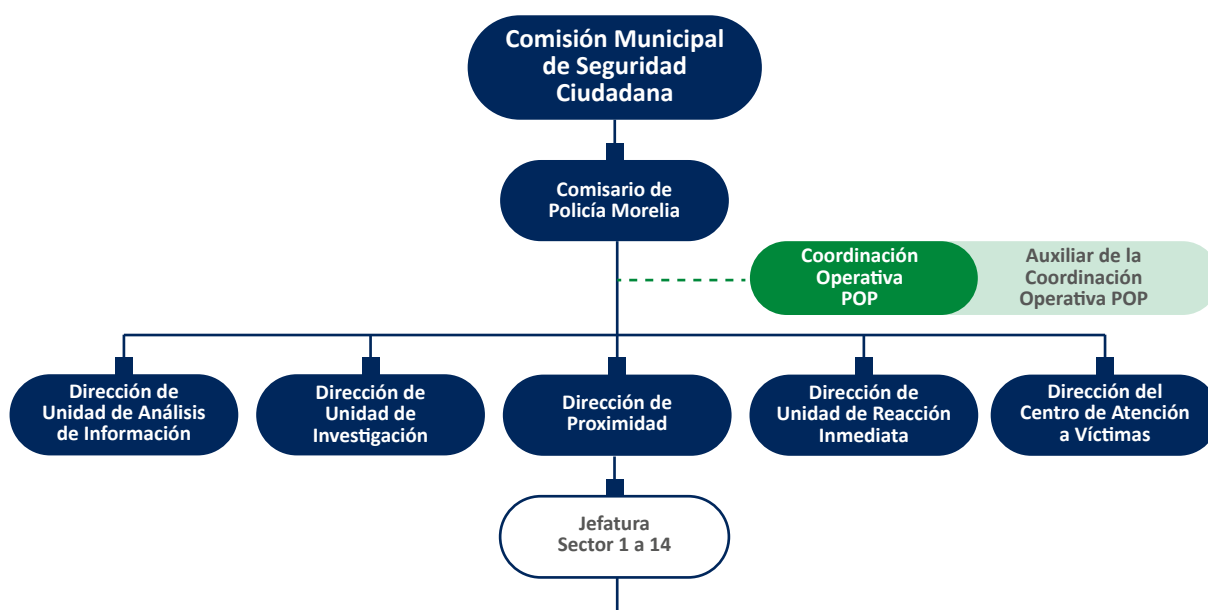 Comisión Municipal
de Seguridad
Ciudadana
Comisario de
Policía Morelia
Coordinación
Operativa
POP
Auxiliar de la
Coordinación
Operativa POP
Dirección de
Unidad de Análisis
de Información
Dirección de
Unidad de
Investigación
Dirección de
Proximidad
Dirección de
Unidad de Reacción
Inmediata
Dirección del
Centro de Atención
a Víctimas
Jefatura
Sector 1 a 14